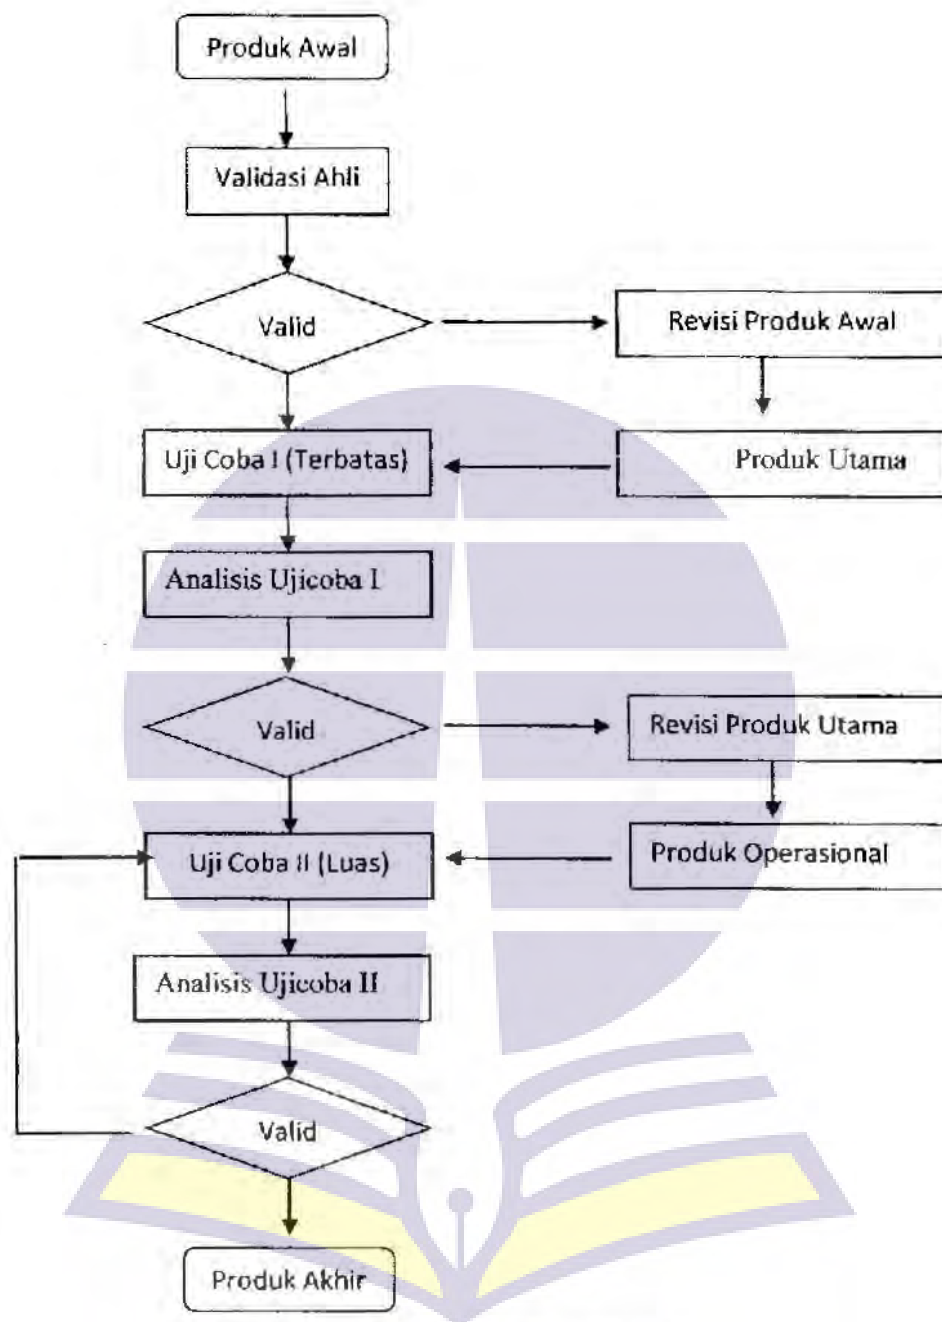 Produk Awal
Validasi Ahli
Valid
Revisi Produk Awal
Uji Coba I (Terbatas)
Produk Utama
Analisis Ujicoba I
Valid
Revisi Produk Utama
Uji Coba II (Luas)
Produk Operasional
Analisis Ujicoba II
Valid
Produk Akhir